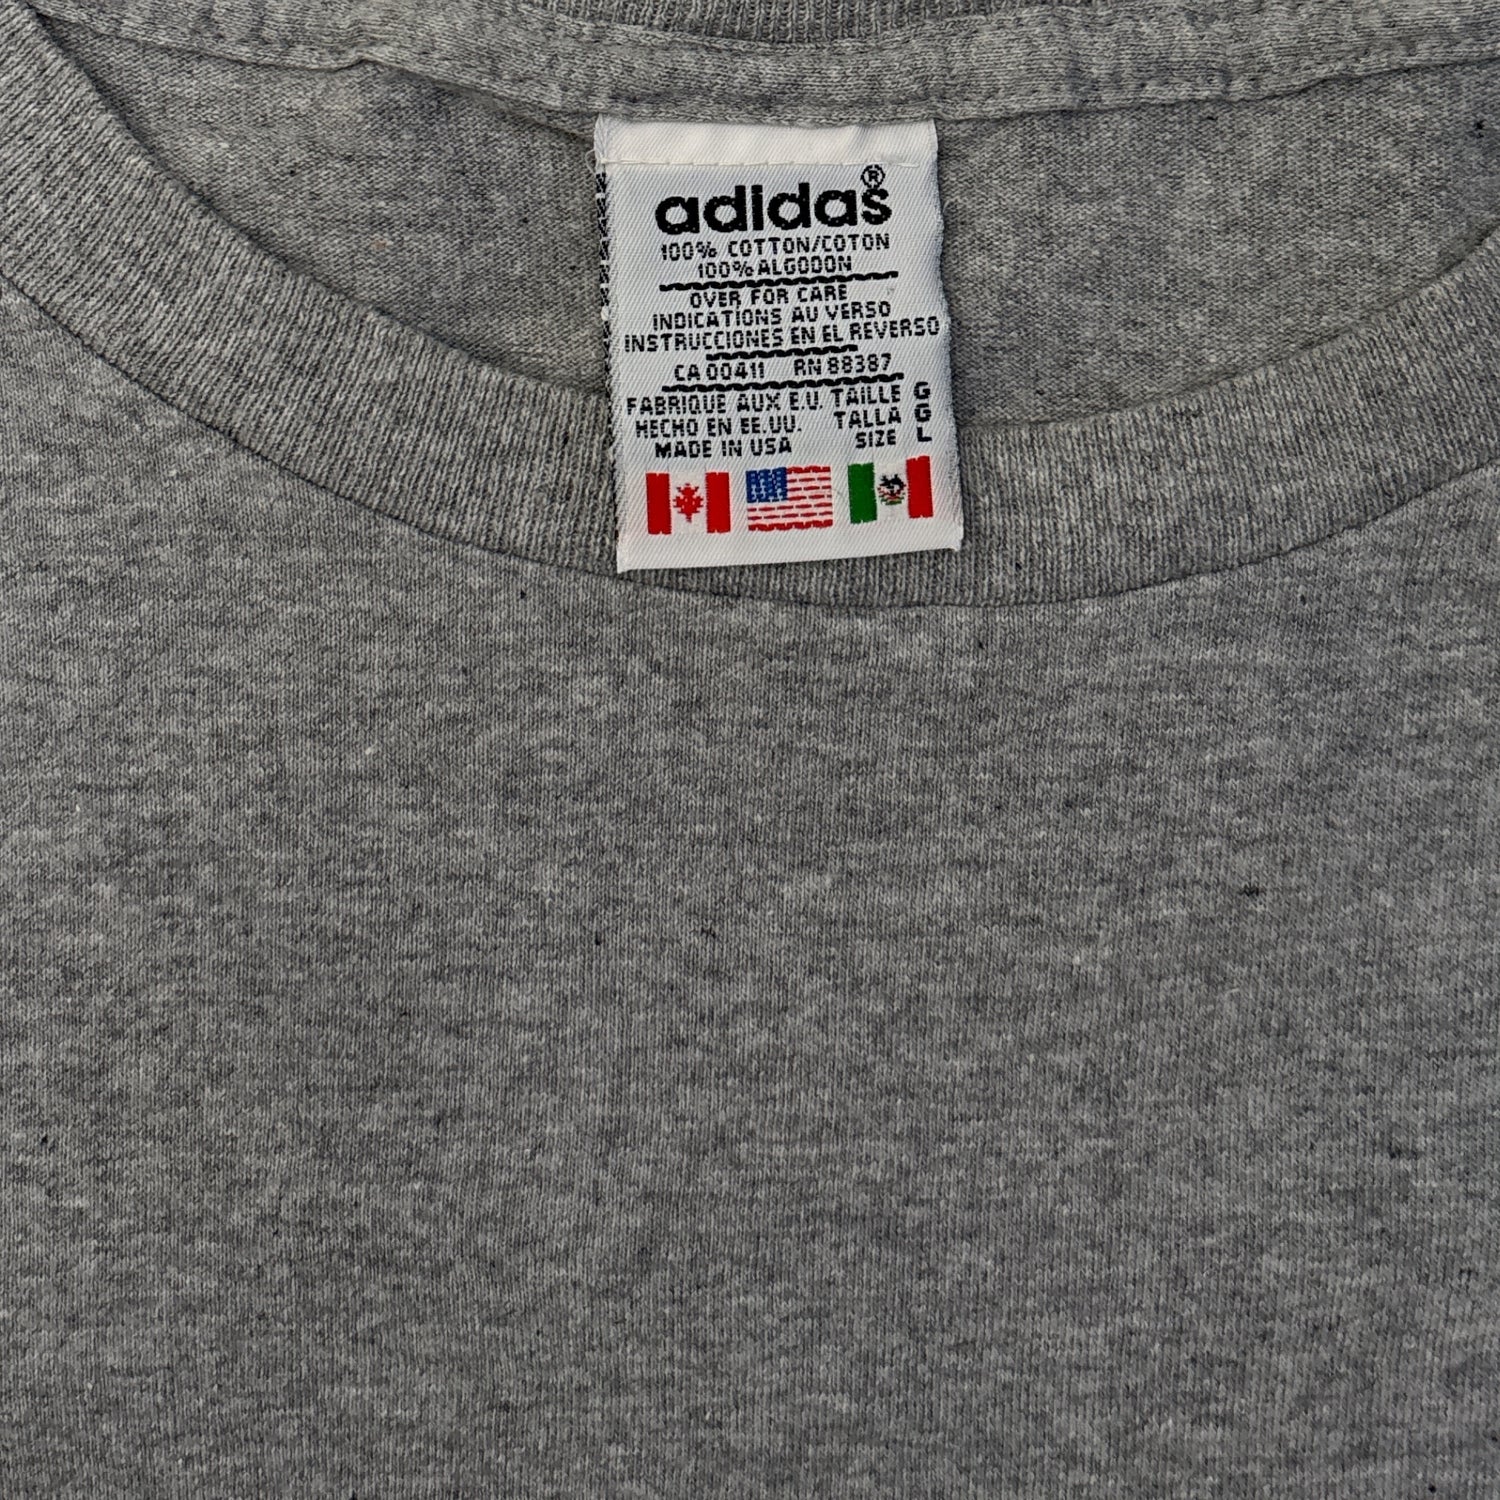 adidas®
100% COTTON/COTON
100% ALGODON
OVER FOR CARE
INDICATIONS AU VERSO
INSTRUCCIONES EN EL REVERSO
CA 00411 RN 88387
FABRIQUE AUX E.U. TAILLE G
HECHO EN EE.UU. TALLA G
MADE IN USA SIZE L